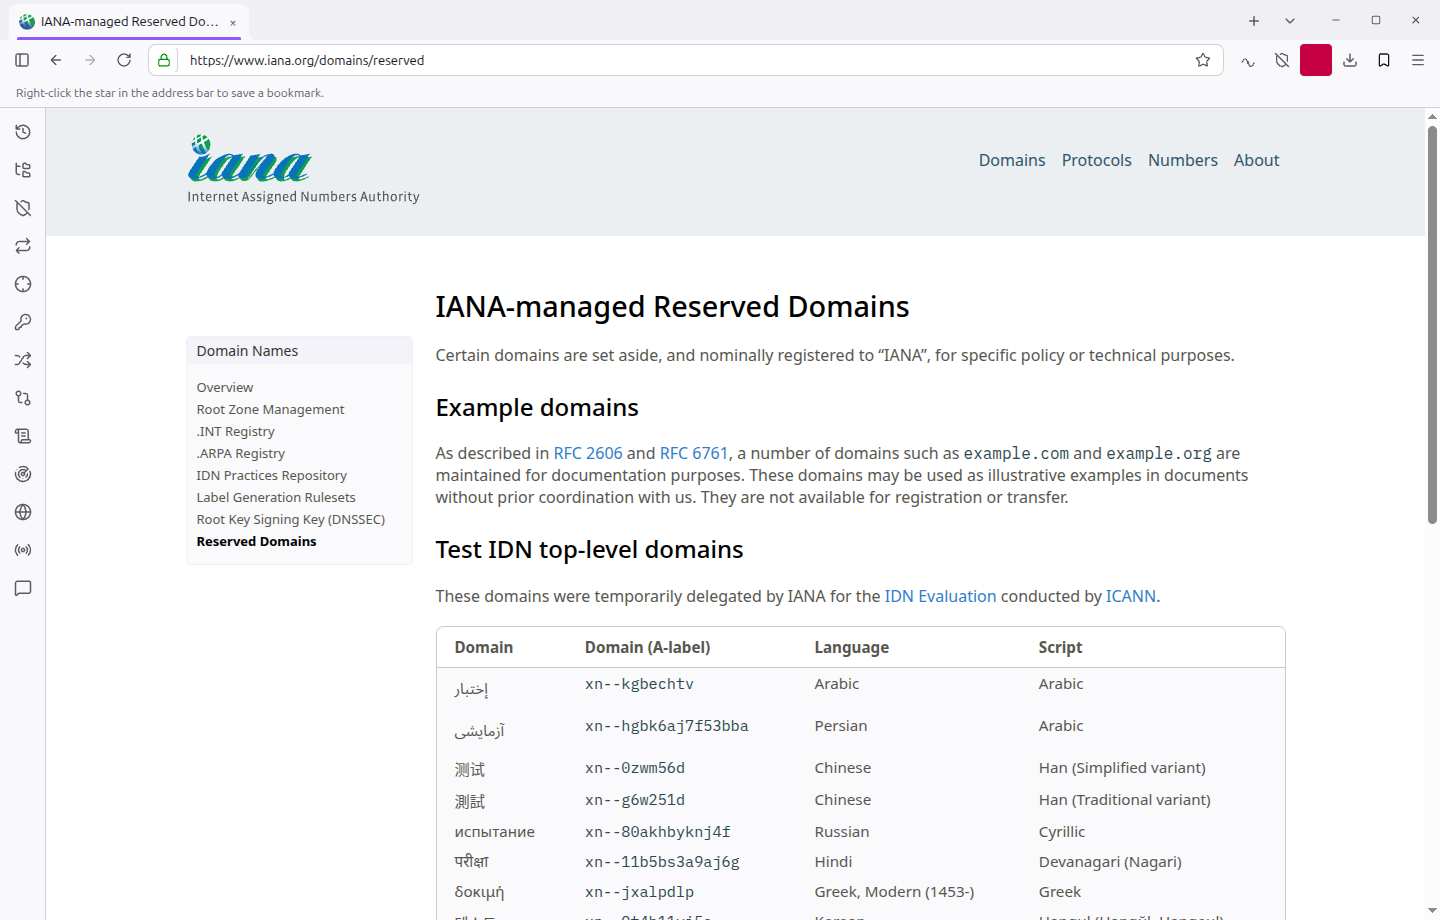 IANA-managed Reserved Do…
https://www.iana.org/domains/reserved
Right-click the star in the address bar to save a bookmark.
iana
Internet Assigned Numbers Authority
Domains Protocols Numbers About
Domain Names
Overview
Root Zone Management
.INT Registry
.ARPA Registry
IDN Practices Repository
Label Generation Rulesets
Root Key Signing Key (DNSSEC)
Reserved Domains
IANA-managed Reserved Domains
Certain domains are set aside, and nominally registered to “IANA”, for specific policy or technical purposes.
Example domains
As described in RFC 2606 and RFC 6761, a number of domains such as example.com and example.org are
maintained for documentation purposes. These domains may be used as illustrative examples in documents
without prior coordination with us. They are not available for registration or transfer.
Test IDN top-level domains
These domains were temporarily delegated by IANA for the IDN Evaluation conducted by ICANN.
Domain Domain (A-label) Language Script
إختبار xn--kgbechtv Arabic Arabic
آزمایشی xn--hgbk6aj7f53bba Persian Arabic
测试 xn--0zwm56d Chinese Han (Simplified variant)
測試 xn--g6w251d Chinese Han (Traditional variant)
испытание xn--80akhbyknj4f Russian Cyrillic
परीक्षा xn--11b5bs3a9aj6g Hindi Devanagari (Nagari)
δοκιμή xn--jxalpdlp Greek, Modern (1453-) Greek